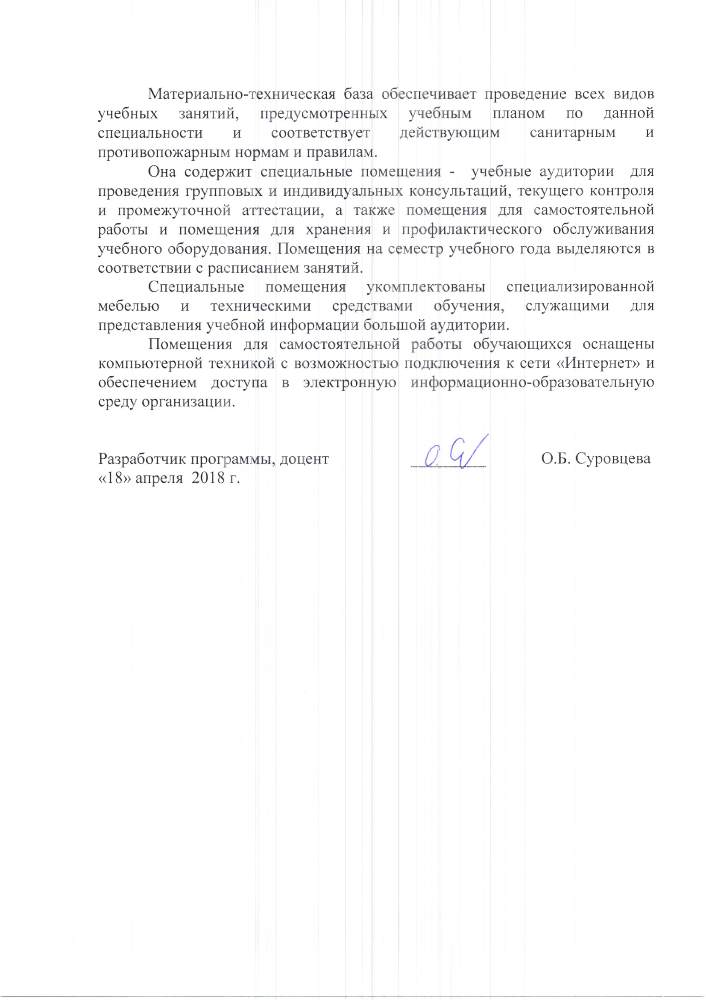 Материально-техническая база обеспечивает проведение всех видов
учебных занятий, предусмотренных учебным планом по данной
специальности и соответствует действующим санитарным и
противопожарным нормам и правилам.
Она содержит специальные помещения - учебные аудитории для
проведения групповых и индивидуальных консультаций, текущего контроля
и промежуточной аттестации, а также помещения для самостоятельной
работы и помещения для хранения и профилактического обслуживания
учебного оборудования. Помещения на семестр учебного года выделяются в
соответствии с расписанием занятий.
Специальные помещения укомплектованы специализированной
мебелью и техническими средствами обучения, служащими для
представления учебной информации большой аудитории.
Помещения для самостоятельной работы обучающихся оснащены
компьютерной техникой с возможностью подключения к сети «Интернет» и
обеспечением доступа в электронную информационно-образовательную
среду организации.
Разработчик программы, доцент О.Б. Суровцева
«18» апреля 2018 г.